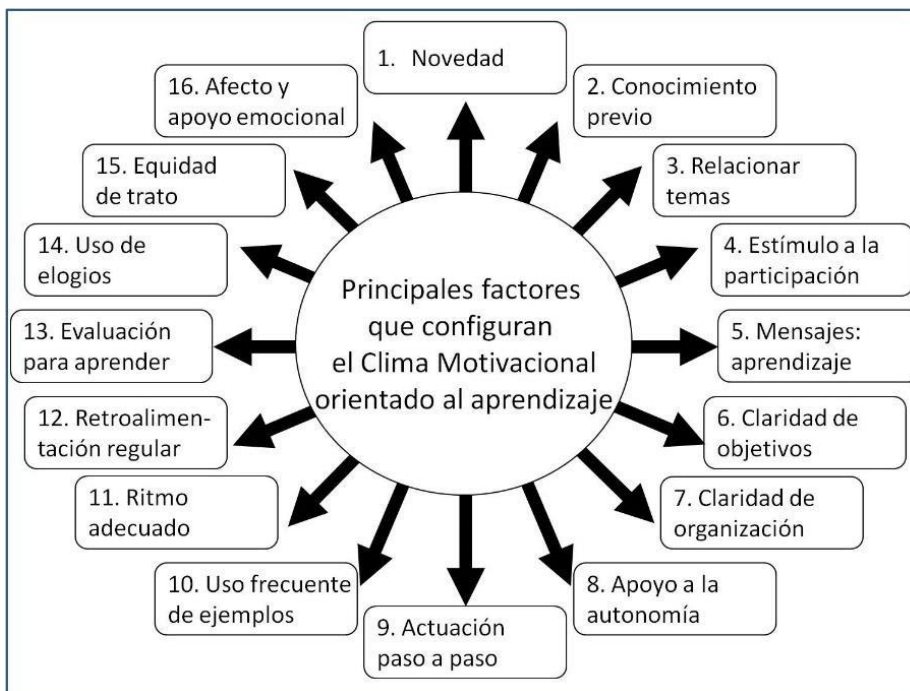 1. Novedad
2. Conocimiento
previo
3. Relacionar
temas
4. Estímulo a la
participación
5. Mensajes:
aprendizaje
6. Claridad de
objetivos
7. Claridad de
organización
8. Apoyo a la
autonomía
9. Actuación
paso a paso
10. Uso frecuente
de ejemplos
11. Ritmo
adecuado
12. Retroalimen-
tación regular
13. Evaluación
para aprender
14. Uso de
elogios
15. Equidad
de trato
16. Afecto y
apoyo emocional
Principales factores
que configuran
el Clima Motivacional
orientado al aprendizaje